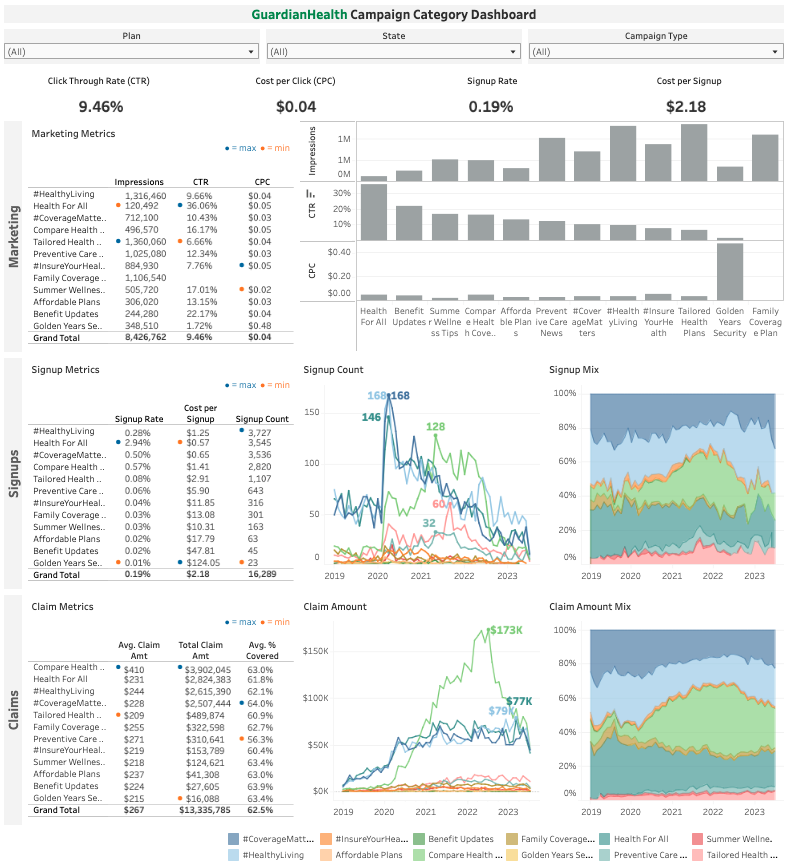 GuardianHealth Campaign Category Dashboard
Plan State Campaign Type
(All) (All) (All)
Click Through Rate (CTR) Cost per Click (CPC) Signup Rate Cost per Signup
9.46% $0.04 0.19% $2.18
Marketing
Marketing Metrics
= max = min
Impressions CTR CPC
#HealthyLiving 1,316,460 9.66% $0.04
Health For All 120,492 36.06% $0.05
#CoverageMatte.. 712,100 10.43% $0.03
Compare Health .. 496,570 16.17% $0.05
Tailored Health .. 1,360,060 6.66% $0.04
Preventive Care .. 1,025,080 12.34% $0.03
#InsureYourHeal.. 884,930 7.76% $0.05
Family Coverage .. 1,106,540
Summer Wellnes.. 505,720 17.01% $0.02
Affordable Plans 306,020 13.15% $0.03
Benefit Updates 244,280 22.17% $0.04
Golden Years Se.. 348,510 1.72% $0.48
Grand Total 8,426,762 9.46% $0.04
Impressions
1M
1M
0M
CTR
30%
20%
10%
CPC
$0.40
$0.20
$0.00
Health For All
Benefit Updates
Summe r Wellne ss Tips
Compar e Healt h Cove..
Afforda ble Plan s
Prevent ive Care News
#Cover ageMat ters
#Health yLiving
#Insure YourHe alth
Tailored Health Plans
Golden Years Security
Family Coverag e Plan
Signups
Signup Metrics
= max = min
Signup Rate Cost per Signup Signup Count
#HealthyLiving 0.28% $1.25 3,727
Health For All 2.94% $0.57 3,545
#CoverageMatte.. 0.50% $0.65 3,536
Compare Health .. 0.57% $1.41 2,820
Tailored Health .. 0.08% $2.91 1,107
Preventive Care .. 0.06% $5.90 643
#InsureYourHeal.. 0.04% $11.85 316
Family Coverage .. 0.03% $13.08 301
Summer Wellnes.. 0.03% $10.31 163
Affordable Plans 0.02% $17.79 63
Benefit Updates 0.02% $47.81 45
Golden Years Se.. 0.01% $124.05 23
Grand Total 0.19% $2.18 16,289
Signup Count
150
100
50
0
168 168
146
128
60
32
2019 2020 2021 2022 2023
Signup Mix
100%
80%
60%
40%
20%
0%
2019 2020 2021 2022 2023
Claims
Claim Metrics
= max = min
Avg. Claim Amt Total Claim Amt Avg. % Covered
Compare Health .. $410 $3,902,045 63.0%
Health For All $231 $2,824,383 61.8%
#HealthyLiving $244 $2,615,390 62.1%
#CoverageMatte.. $228 $2,507,444 64.0%
Tailored Health .. $209 $489,874 60.9%
Family Coverage .. $255 $322,598 62.7%
Preventive Care .. $271 $310,641 56.3%
#InsureYourHeal.. $219 $153,789 60.4%
Summer Wellnes.. $218 $124,621 63.4%
Affordable Plans $237 $41,308 63.0%
Benefit Updates $224 $27,605 63.9%
Golden Years Se.. $215 $16,088 63.4%
Grand Total $267 $13,335,785 62.5%
Claim Amount
$150K
$100K
$50K
$0K
$173K
$77K
$79K
2019 2020 2021 2022 2023
Claim Amount Mix
100%
80%
60%
40%
20%
0%
2019 2020 2021 2022 2023
#CoverageMatt... #InsureYourHea... Benefit Updates Family Coverage... Health For All Summer Wellne..
#HealthyLiving Affordable Plans Compare Health ... Golden Years Se... Preventive Care ... Tailored Health ...